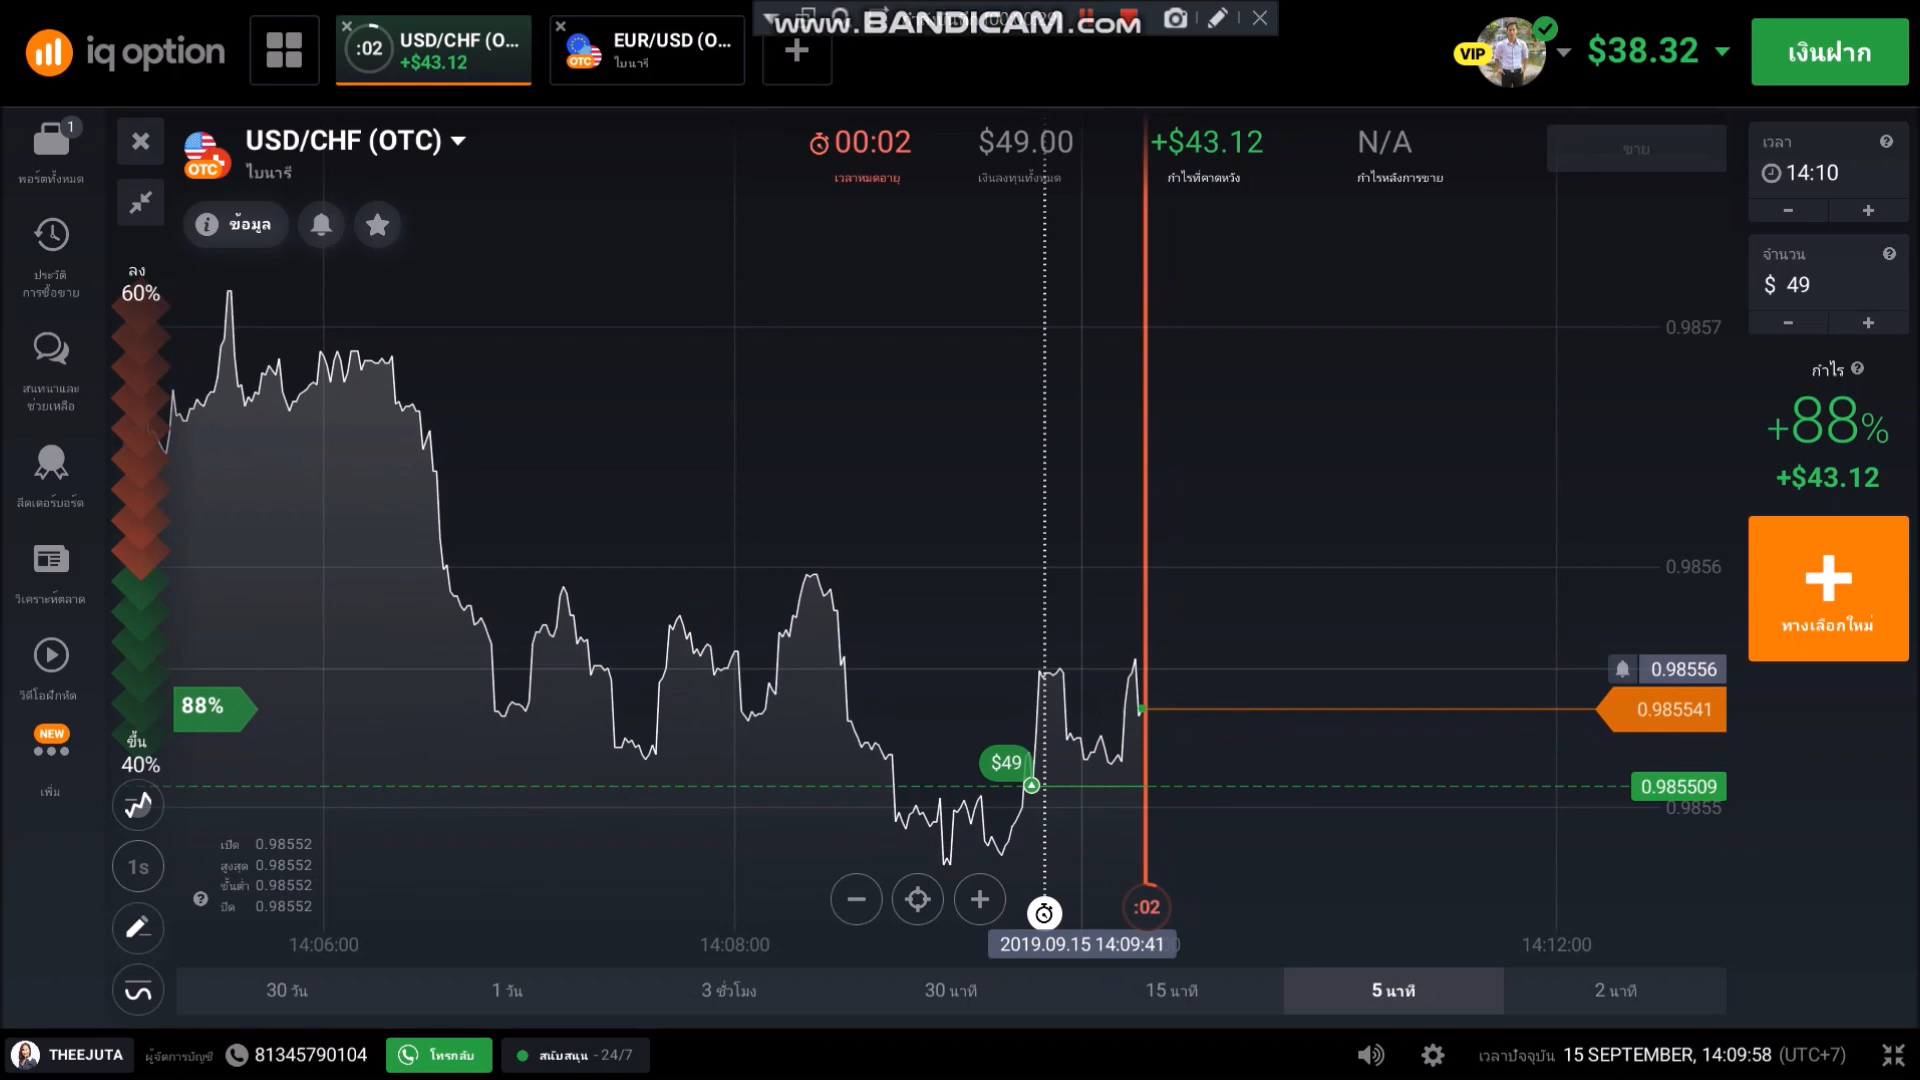 www.BANDICAM.com
iq option
:02
USD/CHF (O...
+$43.12
OTC
EUR/USD (O...
ไบนารี
VIP
$38.32
เงินฝาก
1
พอร์ตทั้งหมด
ประวัติ
การซื้อขาย
สนทนาและ
ช่วยเหลือ
ลีดเดอร์บอร์ด
วิเคราะห์ตลาด
วิดีโอฝึกหัด
NEW
เพิ่ม
OTC
USD/CHF (OTC)
ไบนารี
00:02
เวลาหมดอายุ
$49.00
เงินลงทุนทั้งหมด
+$43.12
กำไรที่คาดหวัง
N/A
กำไรหลังการขาย
ขาย
ข้อมูล
ลง
60%
88%
ขึ้น
40%
1s
เปิด 0.98552
สูงสุด 0.98552
ขั้นต่ำ 0.98552
ปิด 0.98552
$49
0.9857
0.9856
0.98556
0.985541
0.985509
0.9855
:02
14:06:00
14:08:00
2019.09.15 14:09:41
14:12:00
30 วัน
1 วัน
3 ชั่วโมง
30 นาที
15 นาที
5 นาที
2 นาที
เวลา
14:10
จำนวน
$ 49
กำไร
+88%
+$43.12
ทางเลือกใหม่
THEEJUTA
ผู้จัดการบัญชี
81345790104
โทรกลับ
สนับสนุน - 24/7
เวลาปัจจุบัน 15 SEPTEMBER, 14:09:58 (UTC+7)